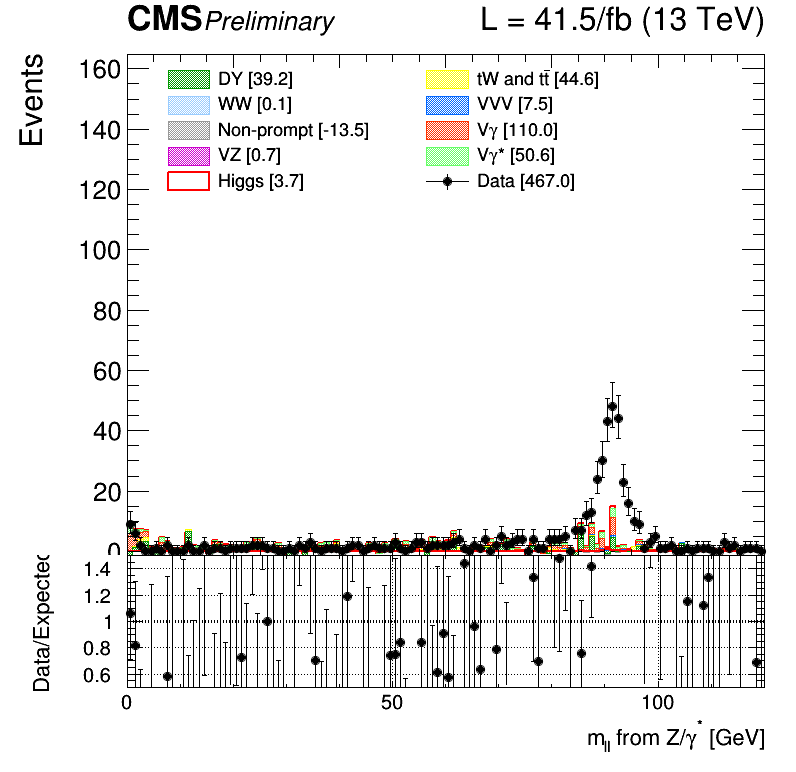 CMS Preliminary L = 41.5/fb (13 TeV)
Events
160
140
120
100
80
60
40
20
0
DY [39.2]
WW [0.1]
Non-prompt [-13.5]
VZ [0.7]
Higgs [3.7]
tW and tt̄ [44.6]
VVV [7.5]
Vγ [110.0]
Vγ* [50.6]
Data [467.0]
Data/Expected
1.4
1.2
1
0.8
0.6
0 50 100
m_ll from Z/γ* [GeV]